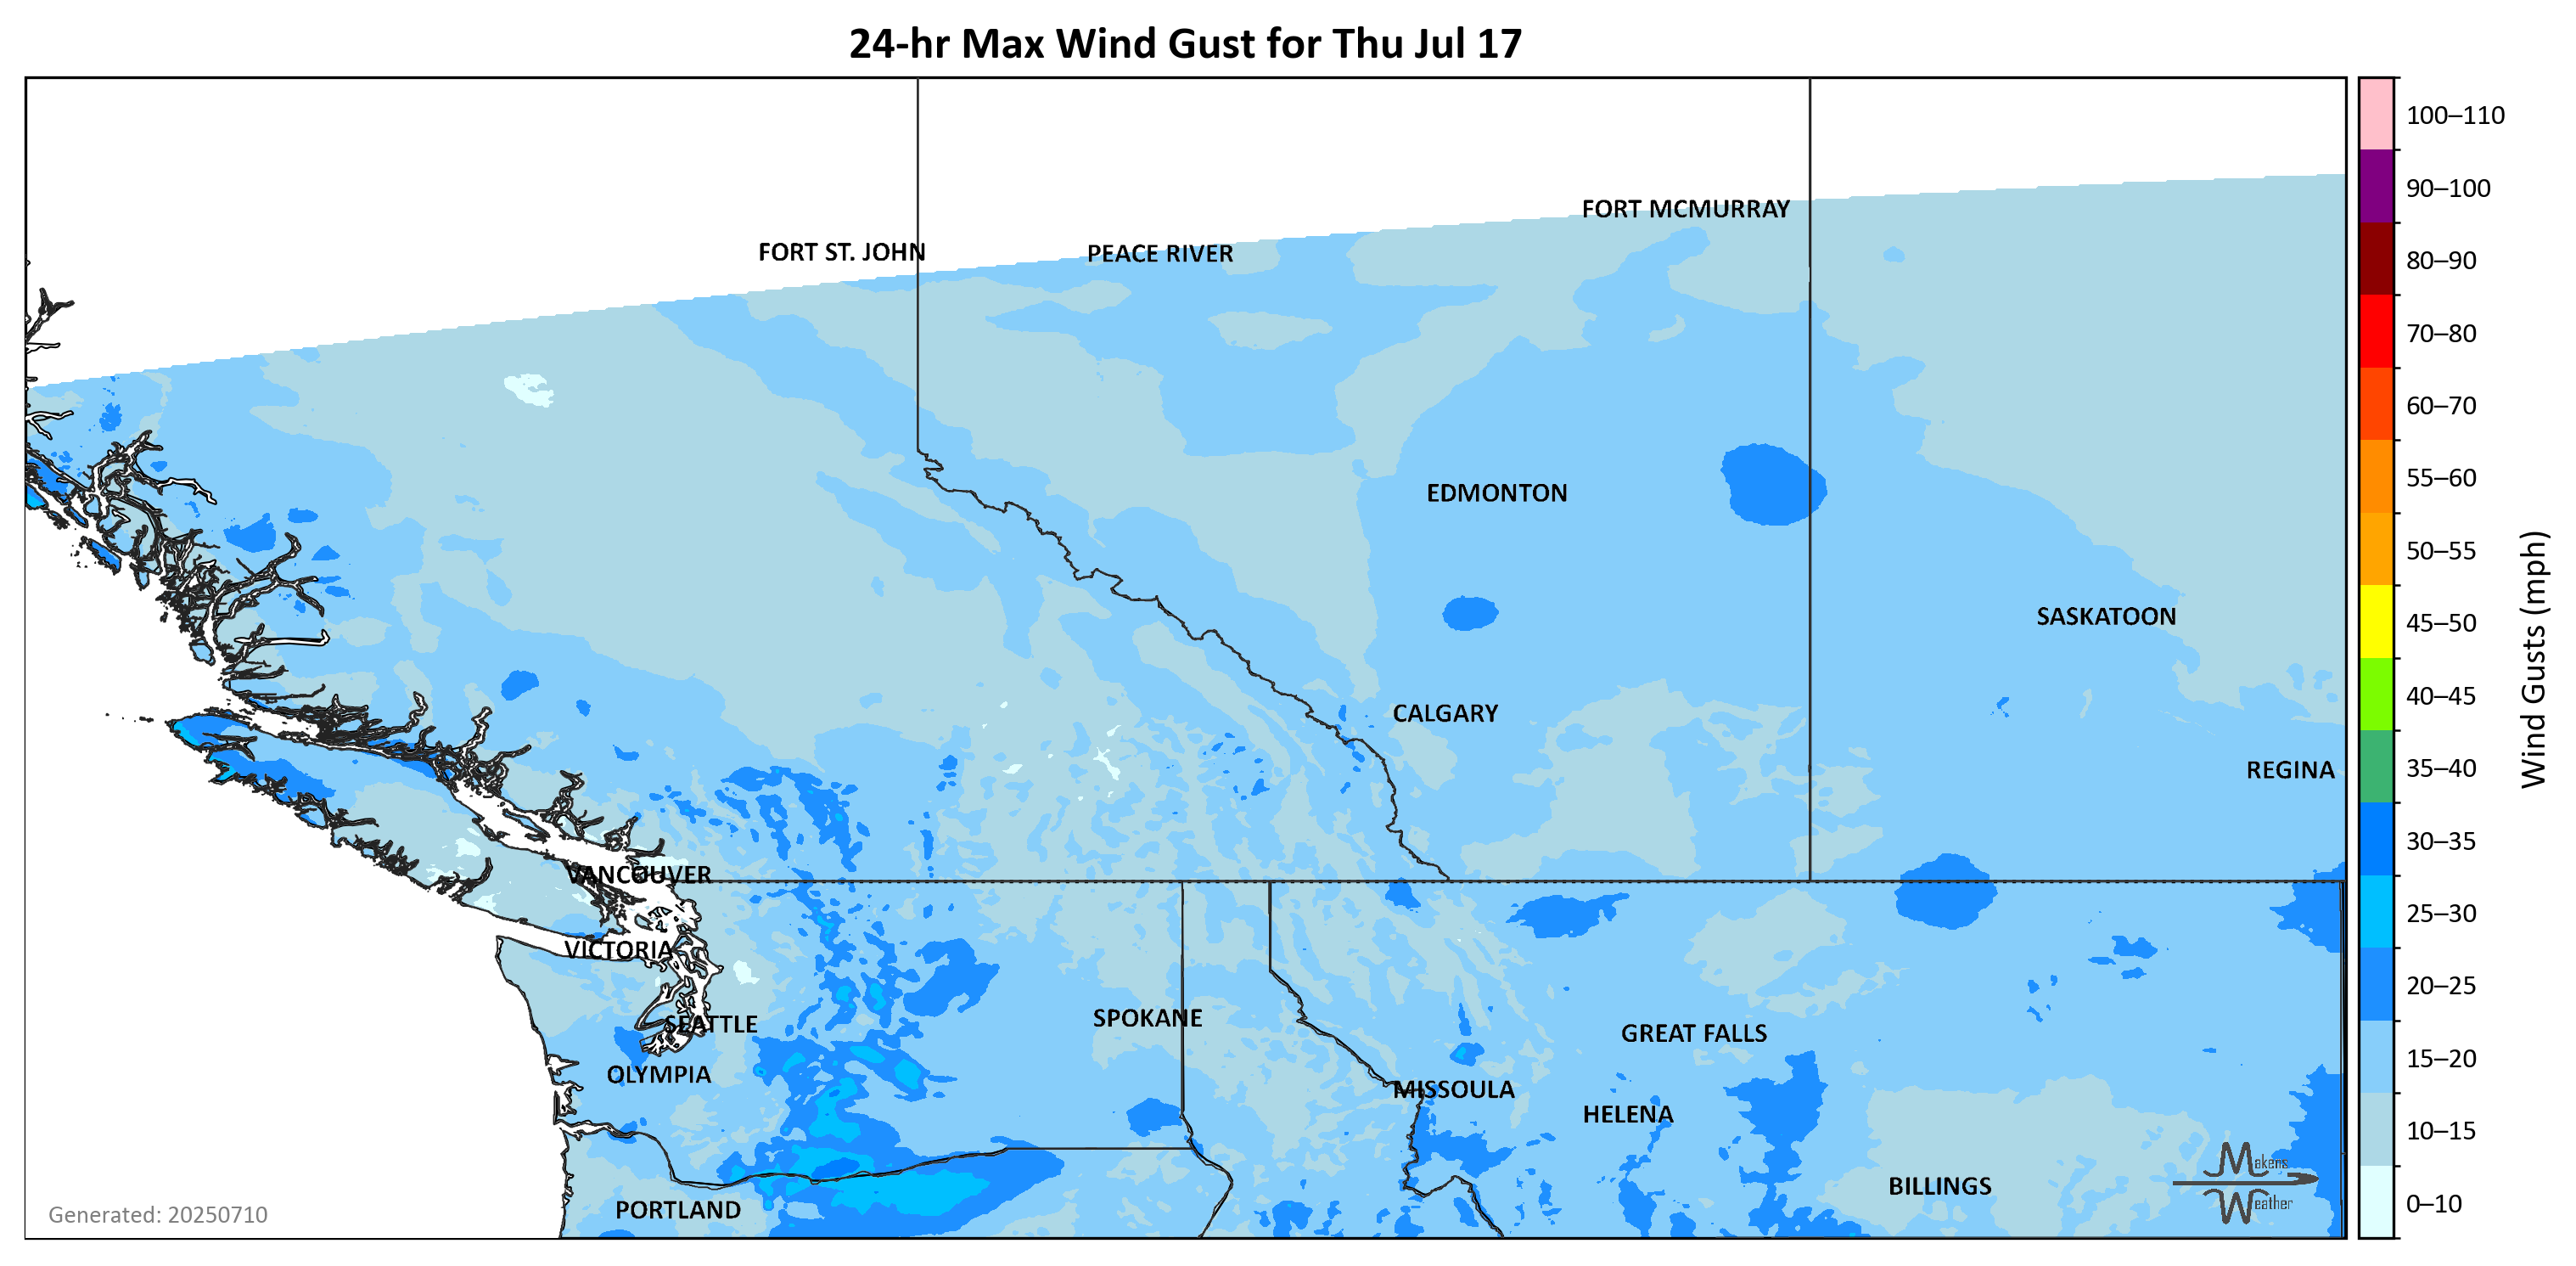 24-hr Max Wind Gust for Thu Jul 17
100–110
90–100
80–90
70–80
60–70
55–60
50–55
45–50
40–45
35–40
30–35
25–30
20–25
15–20
10–15
0–10
Wind Gusts (mph)
FORT MCMURRAY
FORT ST. JOHN
PEACE RIVER
EDMONTON
SASKATOON
CALGARY
REGINA
VANCOUVER
VICTORIA
SPOKANE
SEATTLE
GREAT FALLS
OLYMPIA
MISSOULA
HELENA
BILLINGS
PORTLAND
Makers
Weather
Generated: 20250710